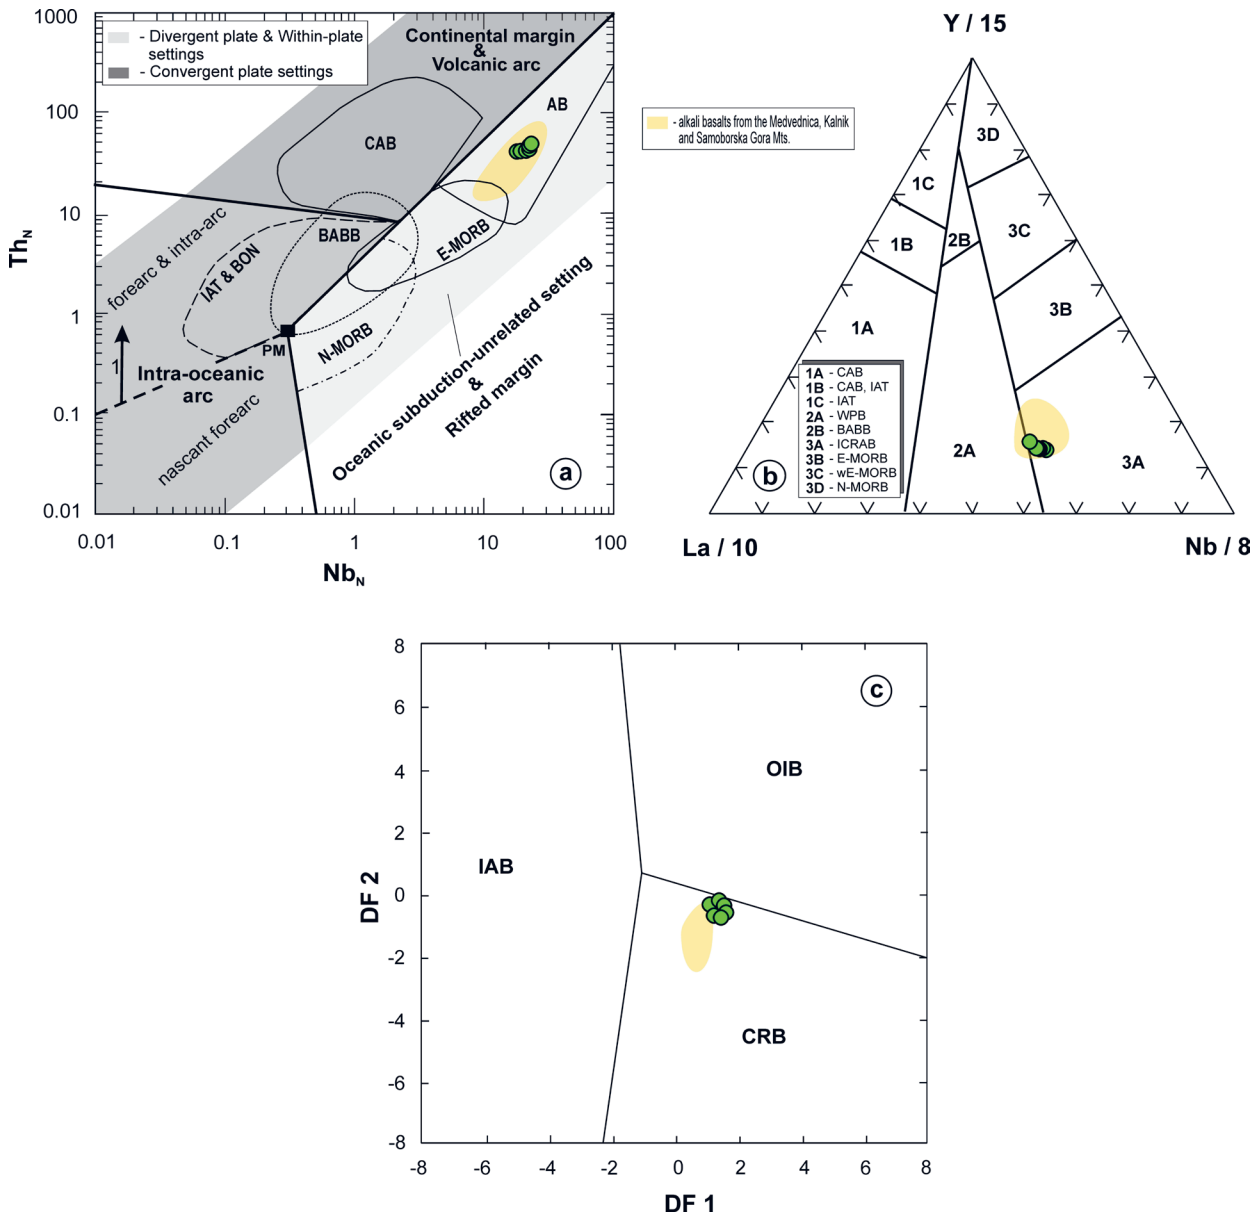 1000
100
10
1
0.1
0.01
Th_N
0.01
0.1
1
10
100
Nb_N
- Divergent plate & Within-plate
settings
- Convergent plate settings
Continental margin
&
Volcanic arc
AB
CAB
BABB
E-MORB
IAT & BON
N-MORB
PM
forearc & intra-arc
1
Intra-oceanic
arc
nascent forearc
Oceanic subduction-unrelated setting
&
Rifted margin
a
Y / 15
- alkali basalts from the Medvednica, Kalnik
and Samoborska Gora Mts.
3D
1C
3C
2B
1B
3B
1A
2A
3A
1A - CAB
1B - CAB, IAT
1C - IAT
2A - WPB
2B - BABB
3A - ICRAB
3B - E-MORB
3C - wE-MORB
3D - N-MORB
b
La / 10
Nb / 8
8
6
4
2
0
-2
-4
-6
-8
DF 2
c
OIB
IAB
CRB
-8
-6
-4
-2
0
2
4
6
8
DF 1